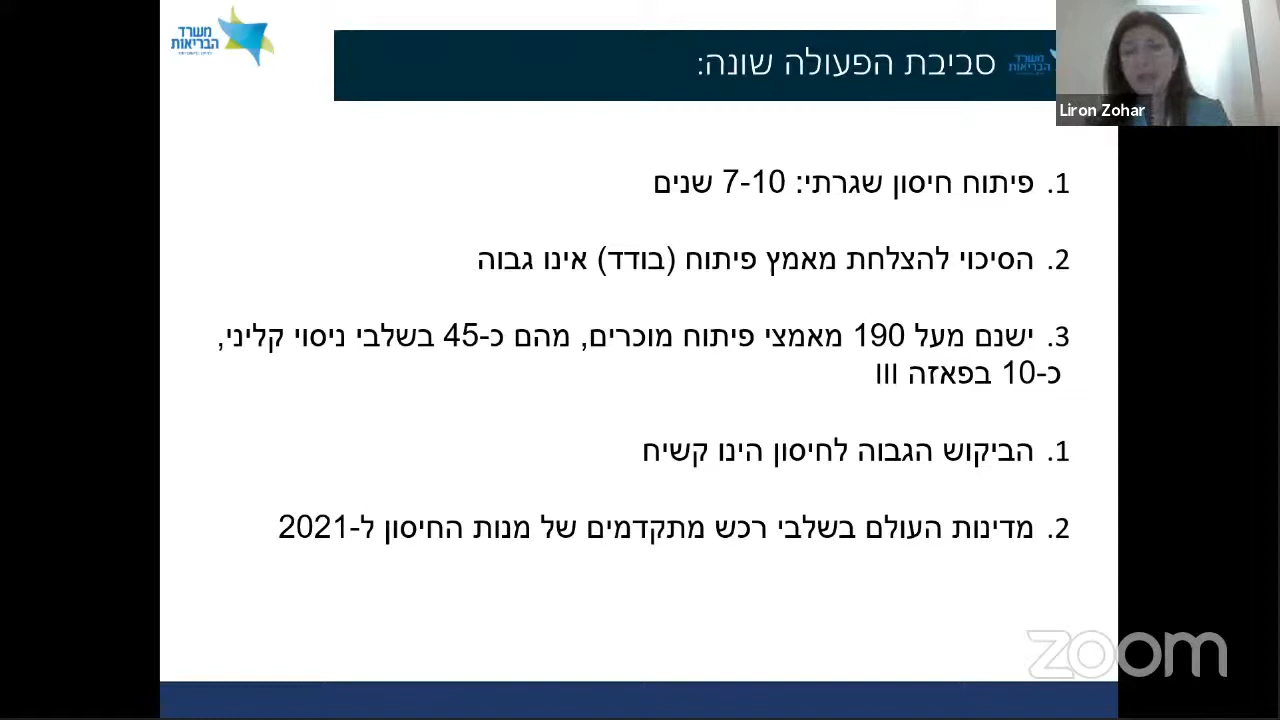 משרד
הבריאות
סביבת הפעולה שונה:
משרד
הבריאות
Liron Zohar
1. פיתוח חיסון שגרתי: 7-10 שנים
2. הסיכוי להצלחת מאמץ פיתוח (בודד) אינו גבוה
3. ישנם מעל 190 מאמצי פיתוח מוכרים, מהם כ-45 בשלבי ניסוי קליני,
כ-10 בפאזה III
1. הביקוש הגבוה לחיסון הינו קשיח
2. מדינות העולם בשלבי רכש מתקדמים של מנות החיסון ל-2021
zoom